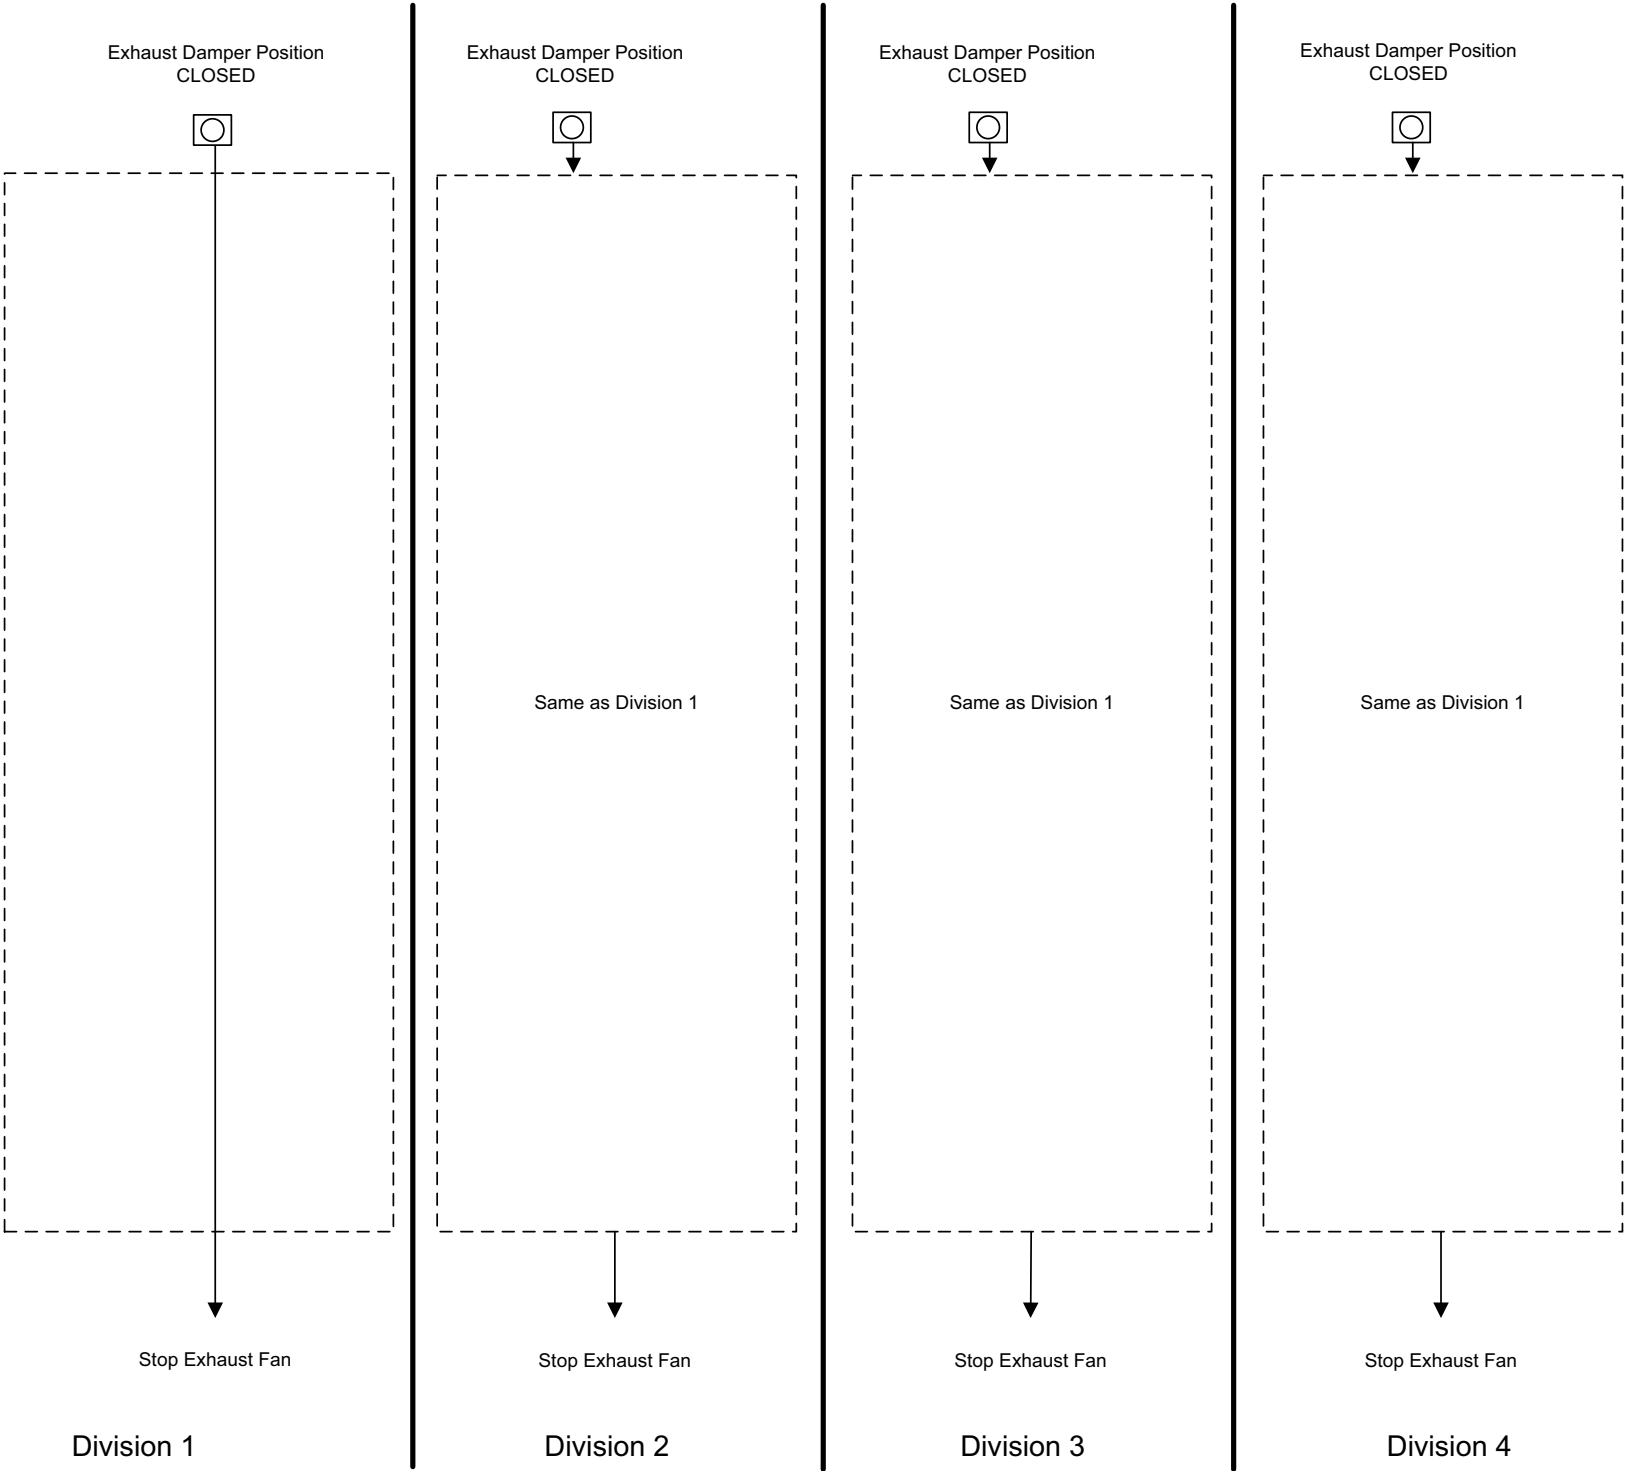 Exhaust Damper Position
CLOSED
Exhaust Damper Position
CLOSED
Exhaust Damper Position
CLOSED
Exhaust Damper Position
CLOSED
Same as Division 1
Same as Division 1
Same as Division 1
Stop Exhaust Fan
Stop Exhaust Fan
Stop Exhaust Fan
Stop Exhaust Fan
Division 1
Division 2
Division 3
Division 4